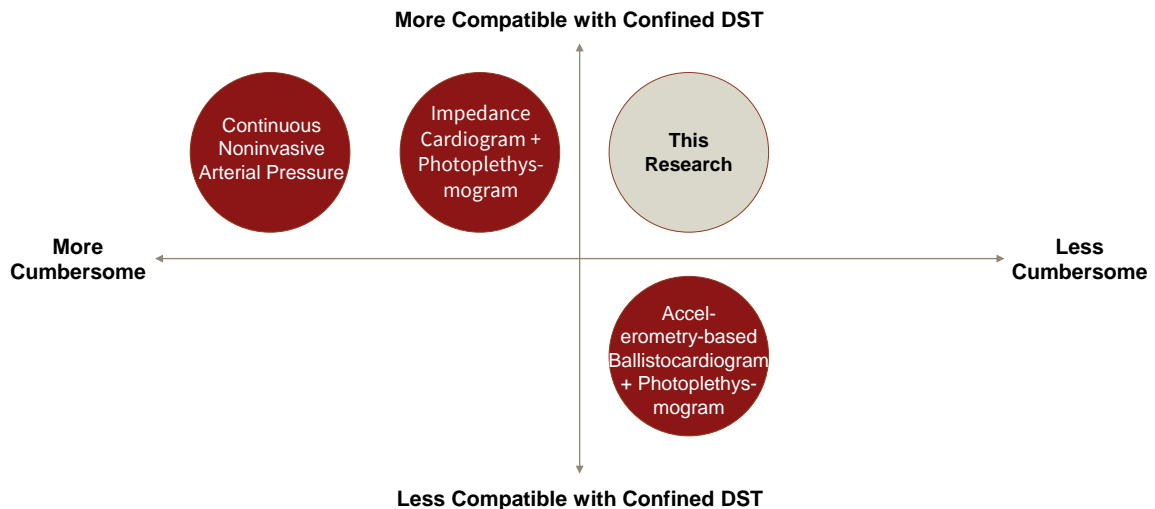 More Compatible with Confined DST
Continuous
Noninvasive
Arterial Pressure
Impedance
Cardiogram +
Photoplethys-
mogram
This
Research
More
Cumbersome
Less
Cumbersome
Accel-
erometry-based
Ballistocardiogram
+ Photoplethys-
mogram
Less Compatible with Confined DST